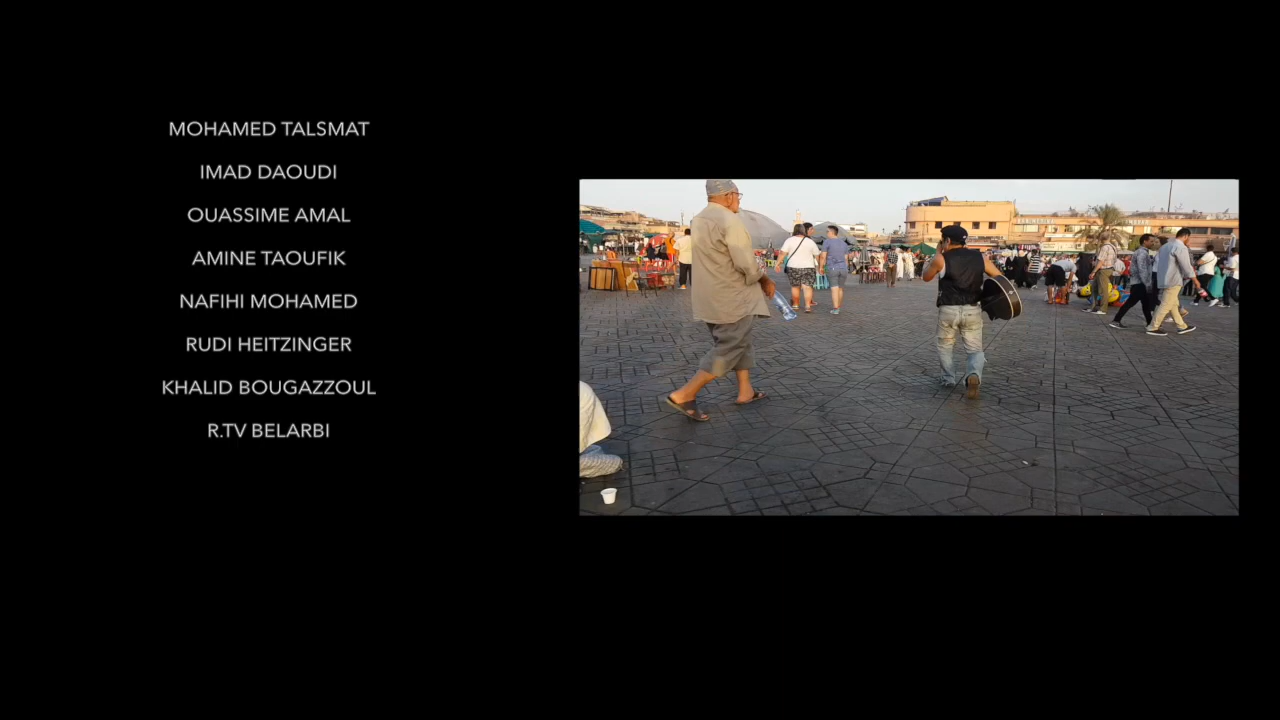 MOHAMED TALSMAT
IMAD DAOUDI
OUASSIME AMAL
AMINE TAOUFIK
NAFIHI MOHAMED
RUDI HEITZINGER
KHALID BOUGAZZOUL
R.TV BELARBI